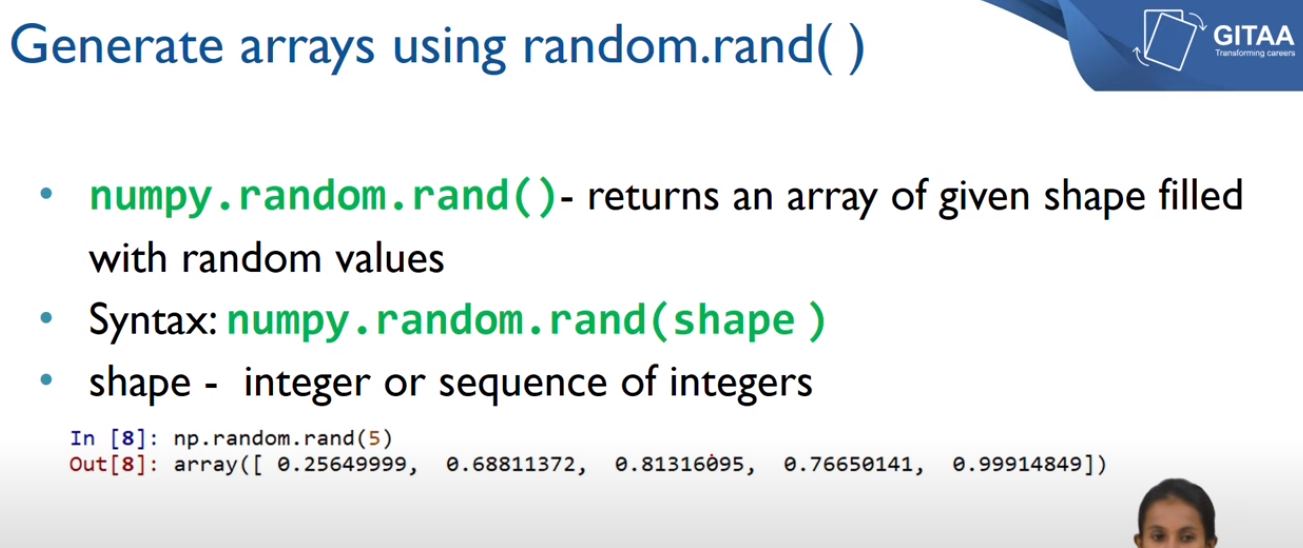 Generate arrays using random.rand( )
GITAA
Transforming careers
• numpy.random.rand()- returns an array of given shape filled
with random values
• Syntax: numpy.random.rand(shape )
• shape - integer or sequence of integers
In [8]: np.random.rand(5)
Out[8]: array([ 0.25649999, 0.68811372, 0.81316095, 0.76650141, 0.99914849])